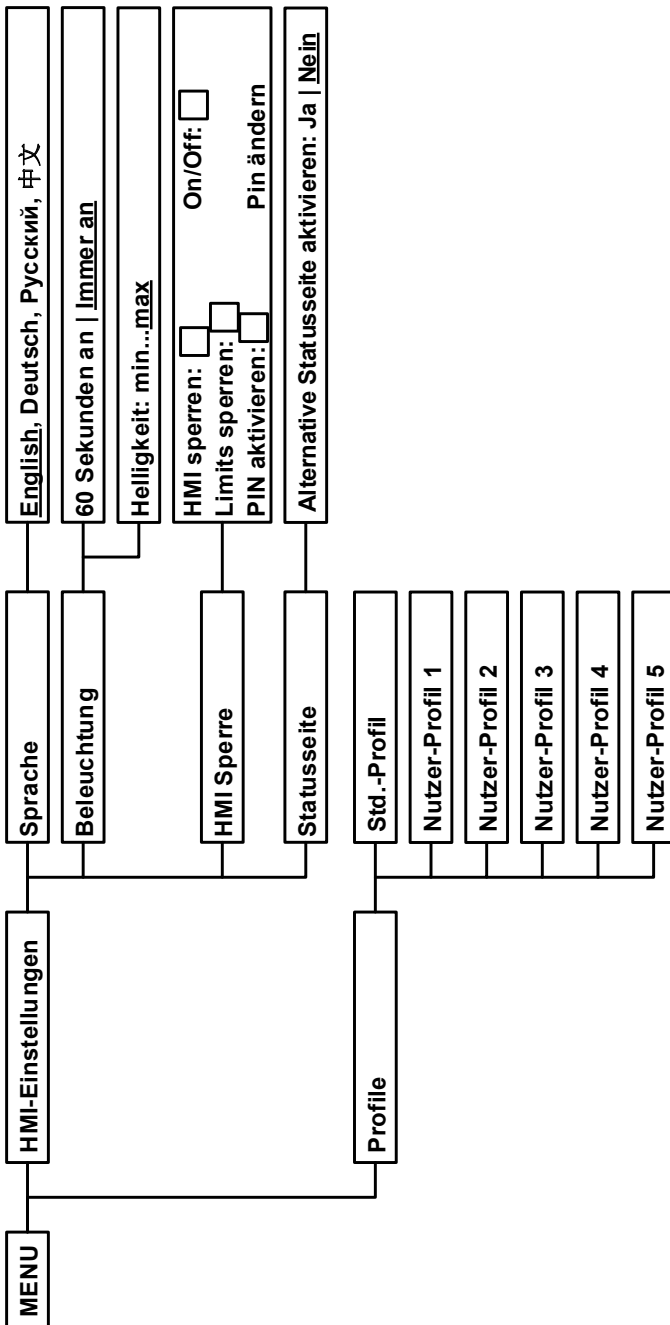 MENU
HMI-Einstellungen
Sprache
English, Deutsch, Русский, 中文
Beleuchtung
60 Sekunden an | Immer an
Helligkeit: min...max
HMI Sperre
HMI sperren: On/Off:
Limits sperren:
PIN aktivieren: Pin ändern
Statusseite
Alternative Statusseite aktivieren: Ja | Nein
Profile
Std.-Profil
Nutzer-Profil 1
Nutzer-Profil 2
Nutzer-Profil 3
Nutzer-Profil 4
Nutzer-Profil 5